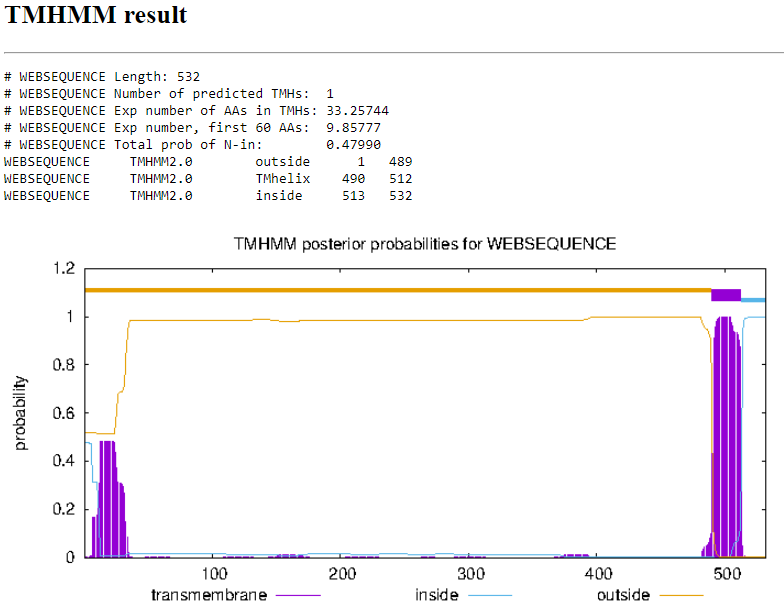 TMHMM result
# WEBSEQUENCE Length: 532
# WEBSEQUENCE Number of predicted TMHs: 1
# WEBSEQUENCE Exp number of AAs in TMHs: 33.25744
# WEBSEQUENCE Exp number, first 60 AAs: 9.85777
# WEBSEQUENCE Total prob of N-in: 0.47990
WEBSEQUENCE TMHMM2.0 outside 1 489
WEBSEQUENCE TMHMM2.0 TMhelix 490 512
WEBSEQUENCE TMHMM2.0 inside 513 532
TMHMM posterior probabilities for WEBSEQUENCE
1.2
1
0.8
0.6
0.4
0.2
0
probability
100 200 300 400 500
transmembrane inside outside